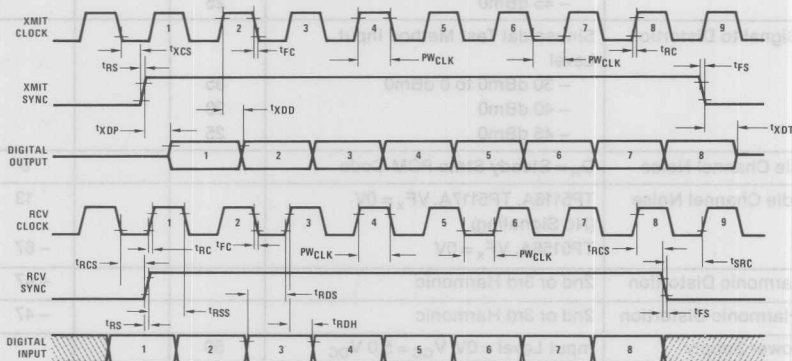 XMIT CLOCK
1 2 3 4 5 6 7 8 9
tXCS
tFC
PWCLK
PWCLK
tRC
tRS
tFS
XMIT SYNC
tXDP
tXDD
tXDT
DIGITAL OUTPUT
1 2 3 4 5 6 7 8
RCV CLOCK
1 2 3 4 5 6 7 8 9
tRCS
tRC
tFC
PWCLK
PWCLK
tRCS
tSRC
RCV SYNC
tRS
tRSS
tRDS
tRDH
tFS
DIGITAL INPUT
1 2 3 4 5 6 7 8